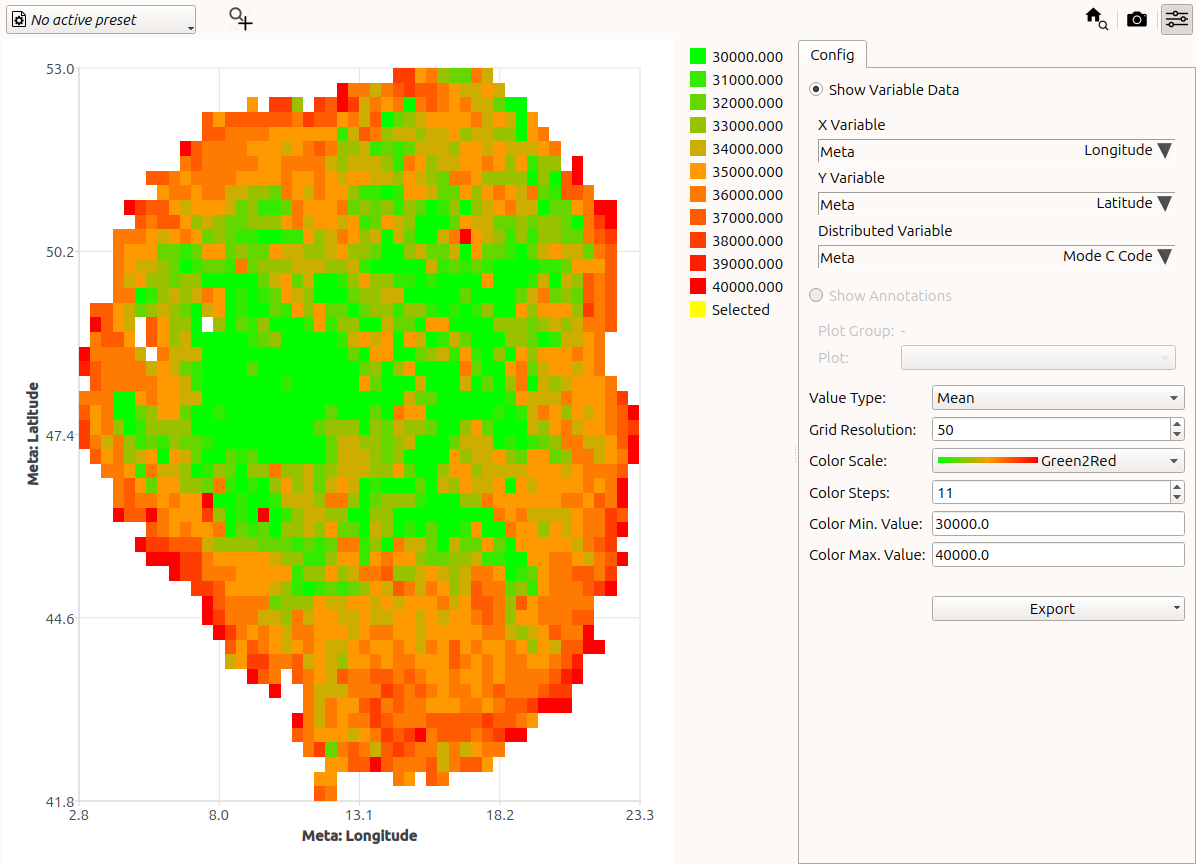 No active preset
53.0
50.2
47.4
44.6
41.8
2.8
8.0
13.1
18.2
23.3
Meta: Latitude
Meta: Longitude
30000.000
31000.000
32000.000
33000.000
34000.000
35000.000
36000.000
37000.000
38000.000
39000.000
40000.000
Selected
Config
Show Variable Data
X Variable
Meta Longitude
Y Variable
Meta Latitude
Distributed Variable
Meta Mode C Code
Show Annotations
Plot Group: -
Plot:
Value Type: Mean
Grid Resolution: 50
Color Scale: Green2Red
Color Steps: 11
Color Min. Value: 30000.0
Color Max. Value: 40000.0
Export